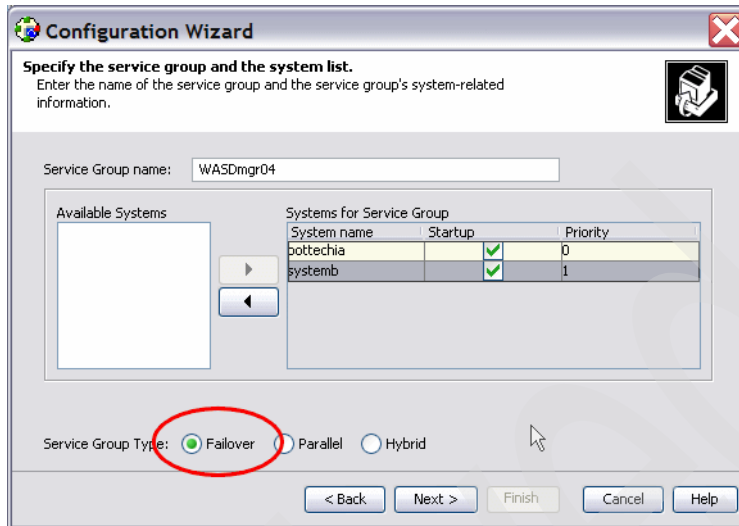 Configuration Wizard
Specify the service group and the system list.
Enter the name of the service group and the service group's system-related
information.
Service Group name: WASDmgr04
Available Systems
Systems for Service Group
System name Startup Priority
bottechia 0
systemb 1
Service Group Type: Failover Parallel Hybrid
< Back Next > Finish Cancel Help